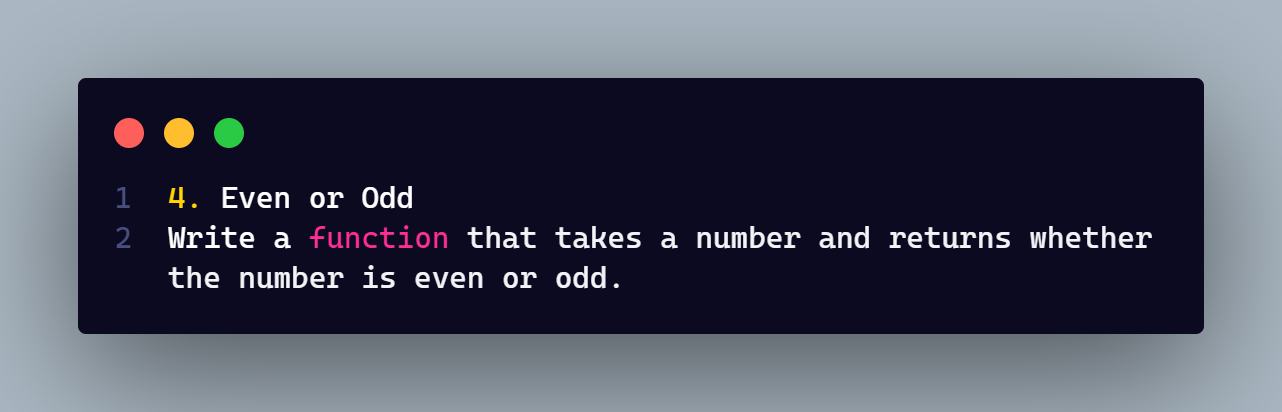 1 4. Even or Odd
2 Write a function that takes a number and returns whether
the number is even or odd.